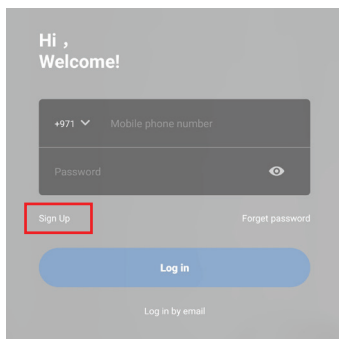 Hi ,
Welcome!
+971 Mobile phone number
Password
Sign Up Forget password
Log in
Log in by email